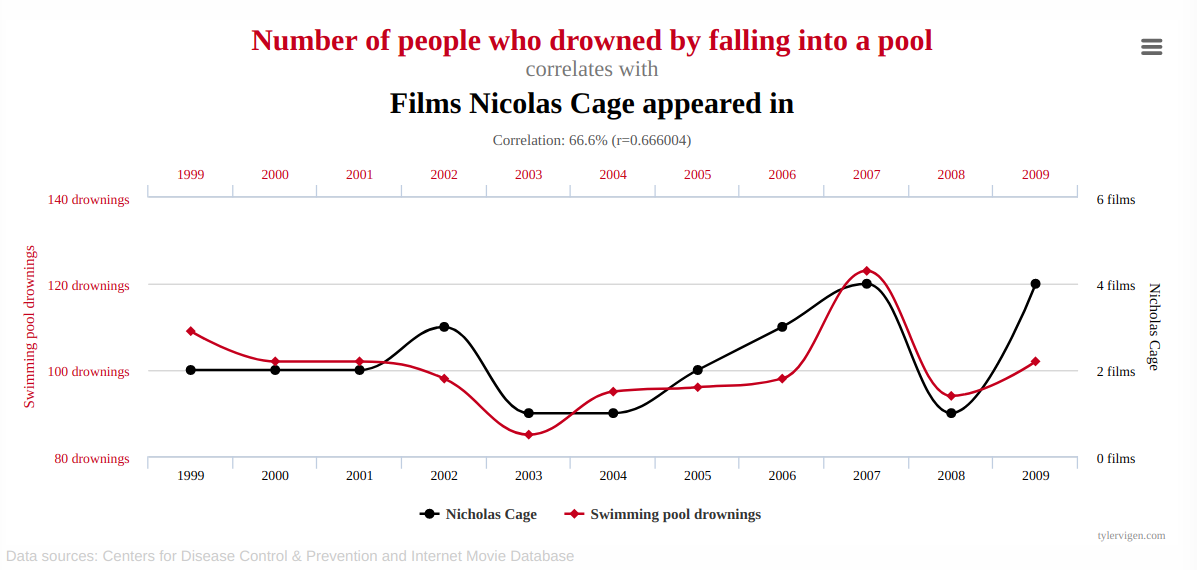 Number of people who drowned by falling into a pool
correlates with
Films Nicolas Cage appeared in
Correlation: 66.6% (r=0.666004)
1999 2000 2001 2002 2003 2004 2005 2006 2007 2008 2009
140 drownings
120 drownings
100 drownings
80 drownings
Swimming pool drownings
6 films
4 films
2 films
0 films
Nicholas Cage
1999 2000 2001 2002 2003 2004 2005 2006 2007 2008 2009
Nicholas Cage Swimming pool drownings
tylervigen.com
Data sources: Centers for Disease Control & Prevention and Internet Movie Database